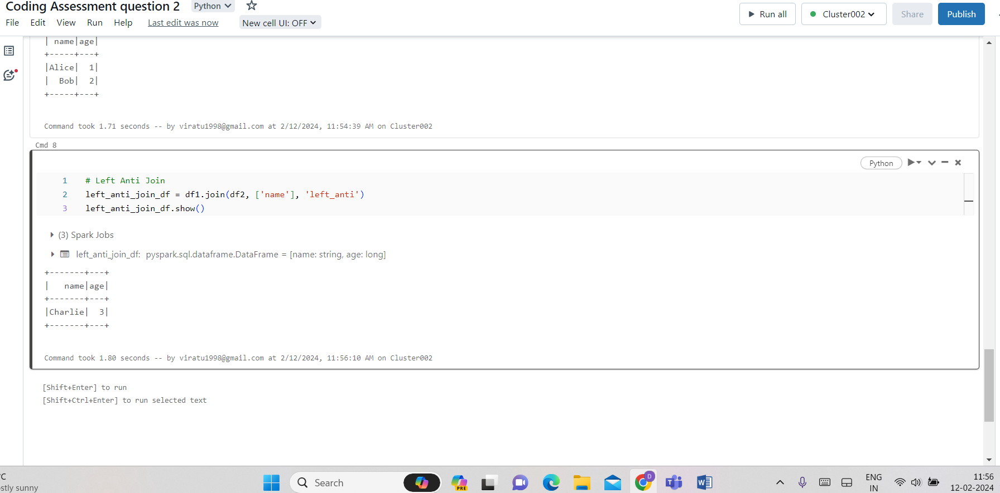 Coding Assessment question 2 Python
File Edit View Run Help Last edit was now New cell UI: OFF
Run all Cluster002 Share Publish
| name|age|
+-----+---+
|Alice|  1|
|  Bob|  2|
+-----+---+
Command took 1.71 seconds -- by viratu1998@gmail.com at 2/12/2024, 11:54:39 AM on Cluster002
Cmd 8
Python
1 # Left Anti Join
2 left_anti_join_df = df1.join(df2, ['name'], 'left_anti')
3 left_anti_join_df.show()
(3) Spark Jobs
left_anti_join_df: pyspark.sql.dataframe.DataFrame = [name: string, age: long]
+-------+---+
|   name|age|
+-------+---+
|Charlie|  3|
+-------+---+
Command took 1.80 seconds -- by viratu1998@gmail.com at 2/12/2024, 11:56:10 AM on Cluster002
[Shift+Enter] to run
[Shift+Ctrl+Enter] to run selected text
°C
stly sunny
Search
PRE
D
ENG
IN
11:56
12-02-2024